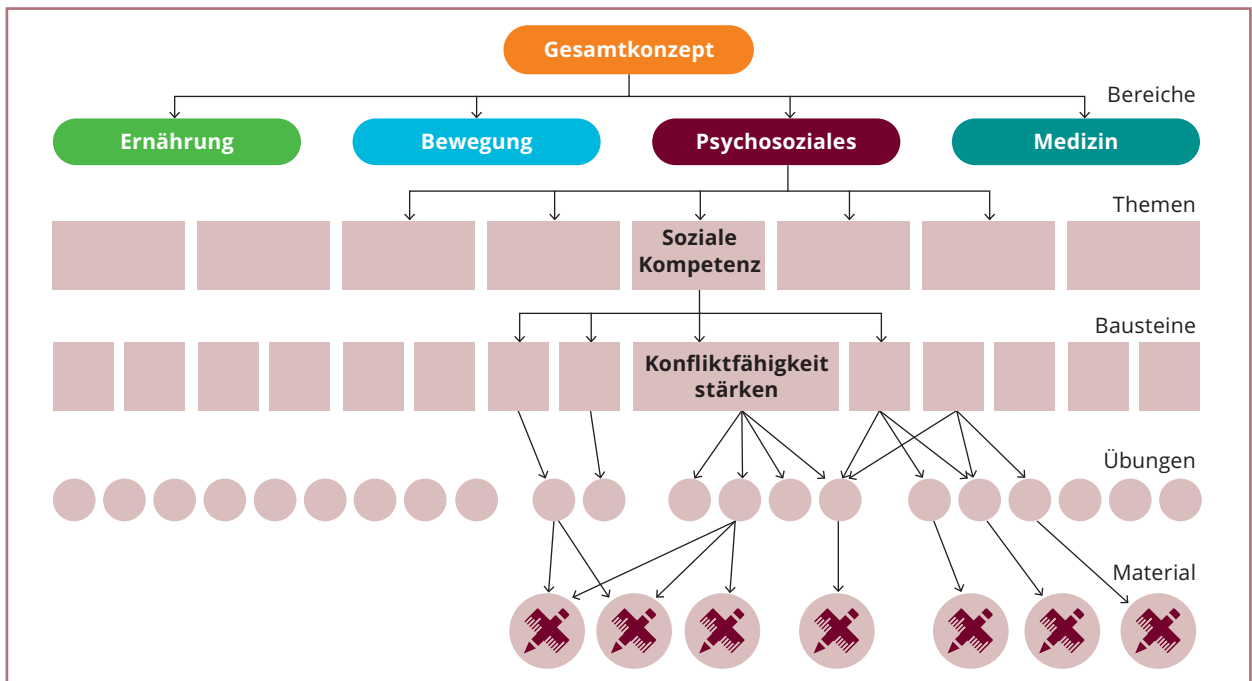 Gesamtkonzept
Bereiche
Ernährung
Bewegung
Psychosoziales
Medizin
Themen
Soziale
Kompetenz
Bausteine
Konfliktfähigkeit
stärken
Übungen
Material